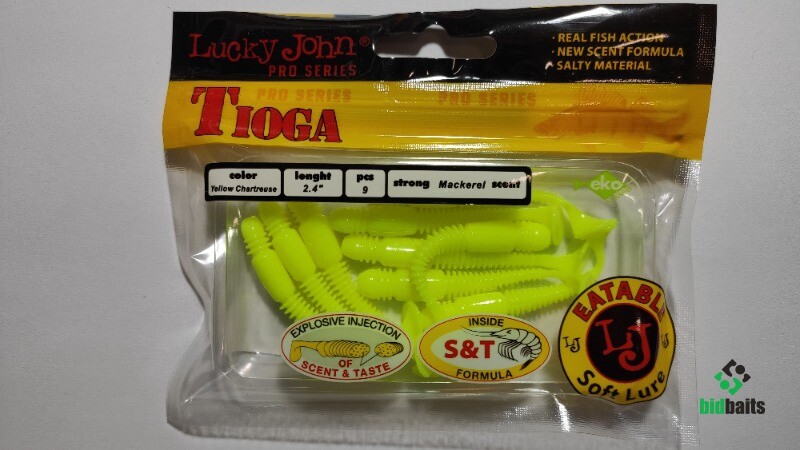 Lucky John®
PRO SERIES
· REAL FISH ACTION
· NEW SCENT FORMULA
· SALTY MATERIAL
PRO SERIES
PRO SERIES
TIOGA
color
Yellow Chartreuse
lenght
2.4"
pcs
9
strong Mackerel scent
eko
EXPLOSIVE INJECTION
OF
SCENT & TASTE
INSIDE
S&T
FORMULA
EATABLE
LJ
LJ
LJ
Soft Lure
bidbaits